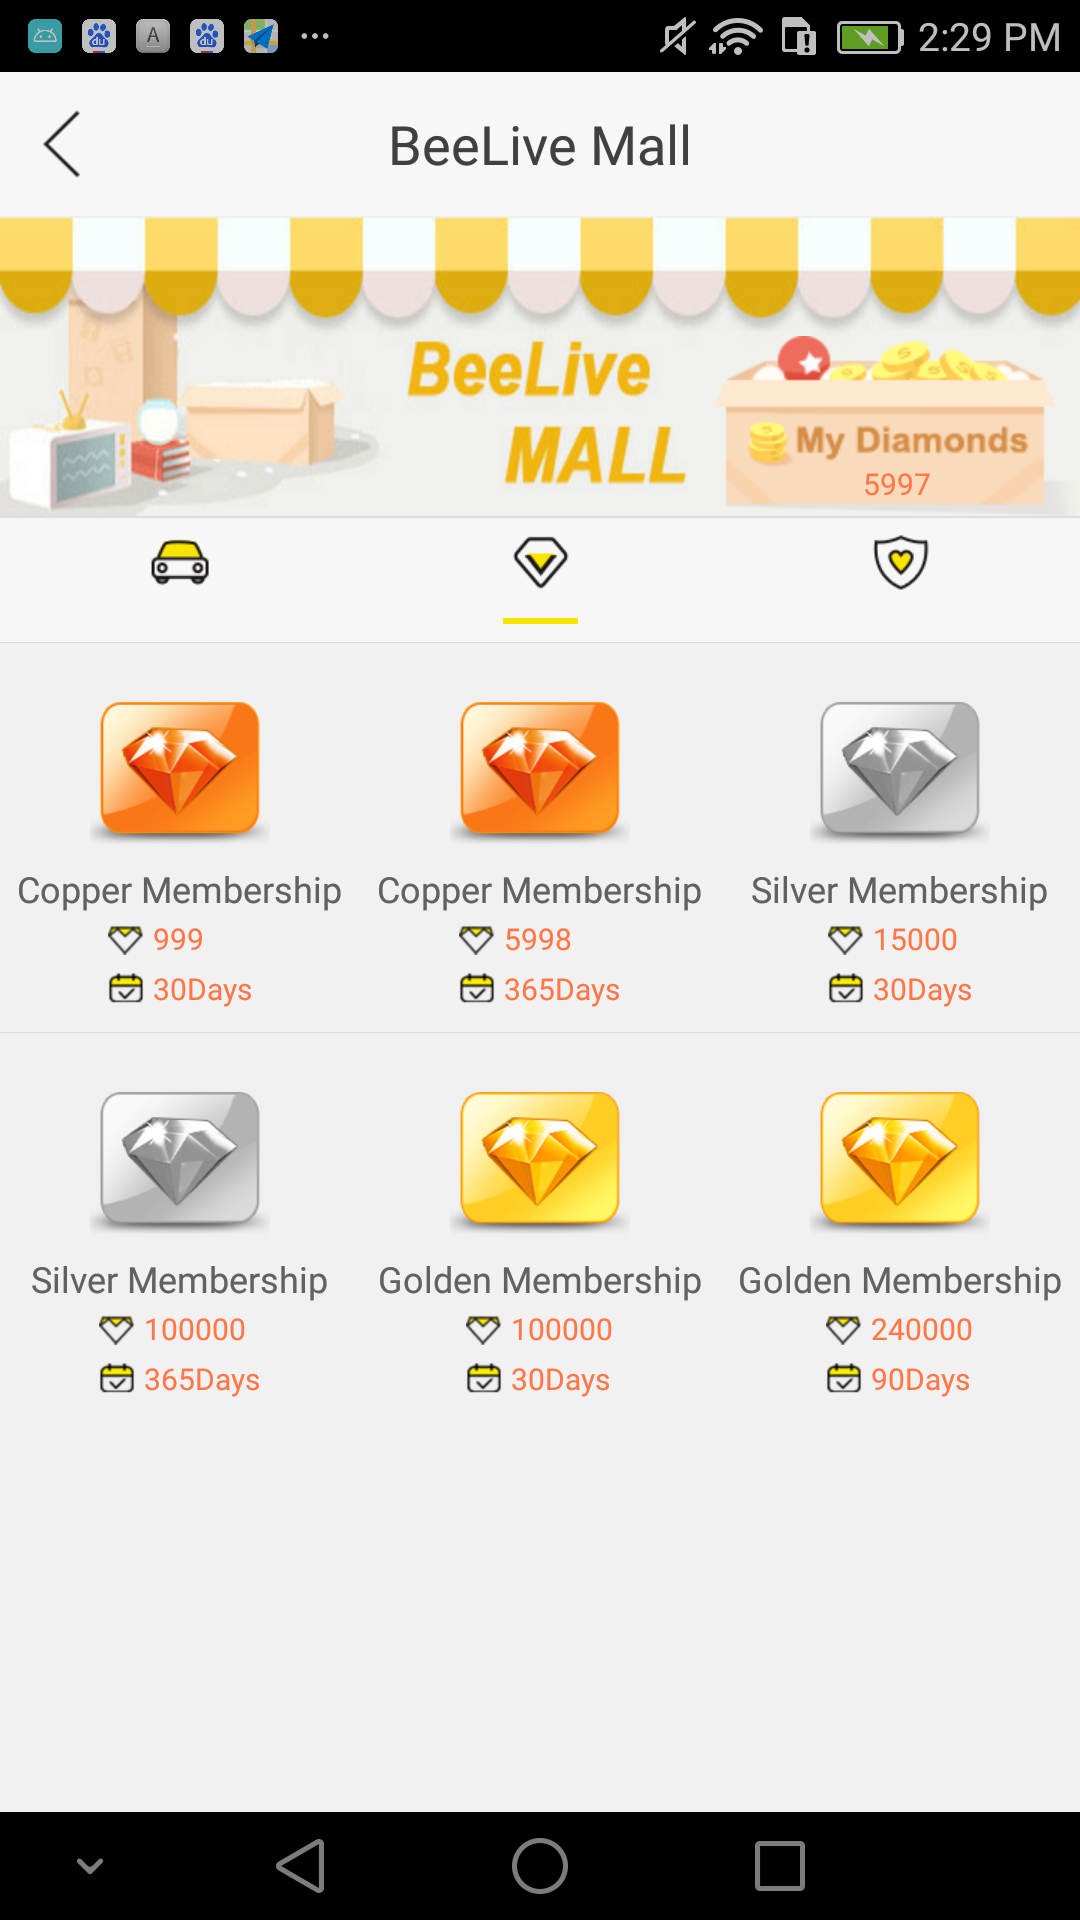 2:29 PM
BeeLive Mall
BeeLive
MALL
My Diamonds
5997
Copper Membership
999
30Days
Copper Membership
5998
365Days
Silver Membership
15000
30Days
Silver Membership
100000
365Days
Golden Membership
100000
30Days
Golden Membership
240000
90Days